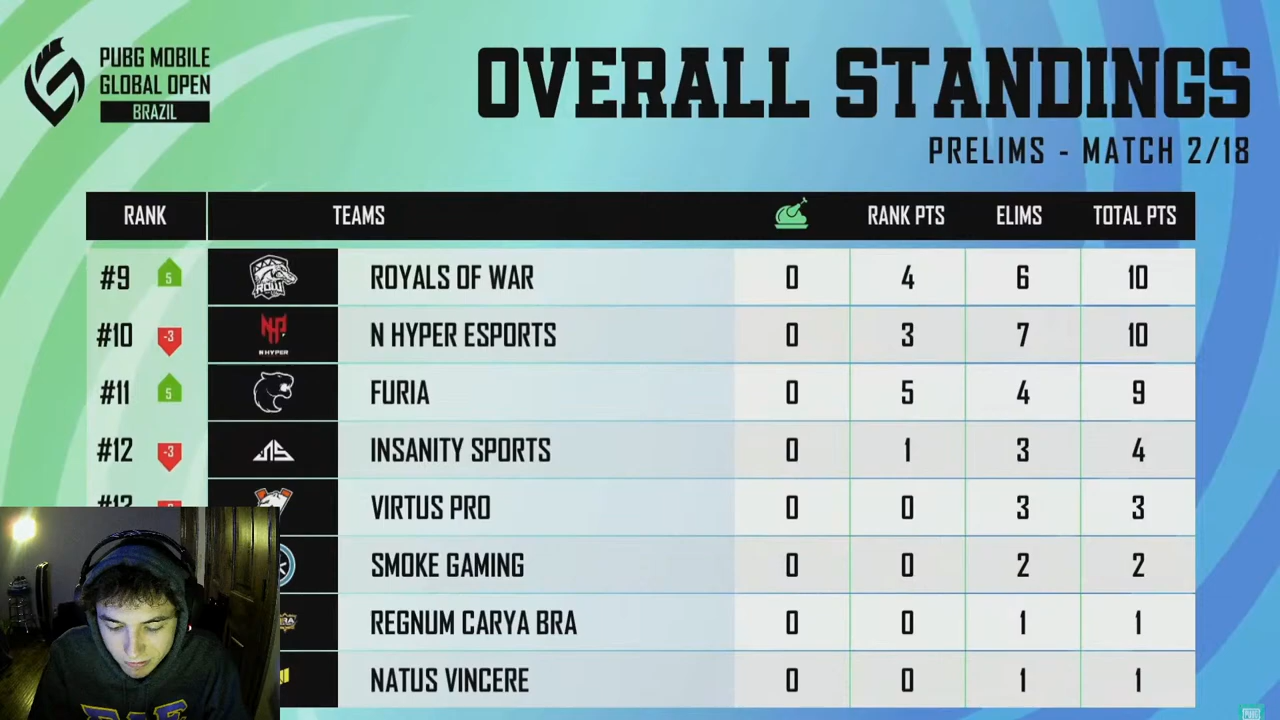 PUBG MOBILE
GLOBAL OPEN
BRAZIL
OVERALL STANDINGS
PRELIMS - MATCH 2/18
RANK TEAMS RANK PTS ELIMS TOTAL PTS
#9 5 ROW ROYALS OF WAR 0 4 6 10
#10 -3 N HYPER N HYPER ESPORTS 0 3 7 10
#11 5 FURIA 0 5 4 9
#12 -3 INSANITY SPORTS 0 1 3 4
VIRTUS PRO 0 0 3 3
SMOKE GAMING 0 0 2 2
REGNUM CARYA BRA 0 0 1 1
NATUS VINCERE 0 0 1 1